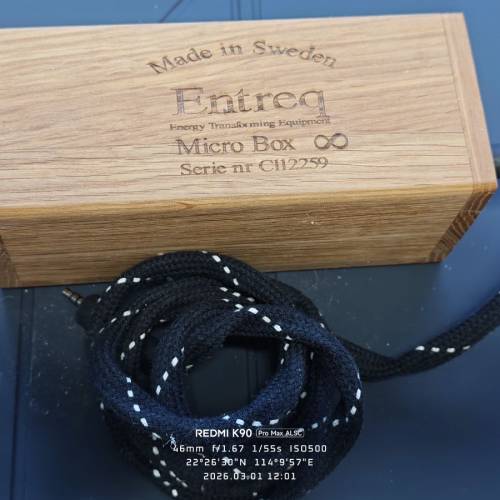 Made in Sweden
Entreq
Energy Transforming Equipment
Micro Box ∞
Serie nr C112259
REDMI K90 Pro Max ALSC
46mm f/1.67 1/55s ISO500
22°26'30"N 114°9'57"E
2026.03.01 12:01